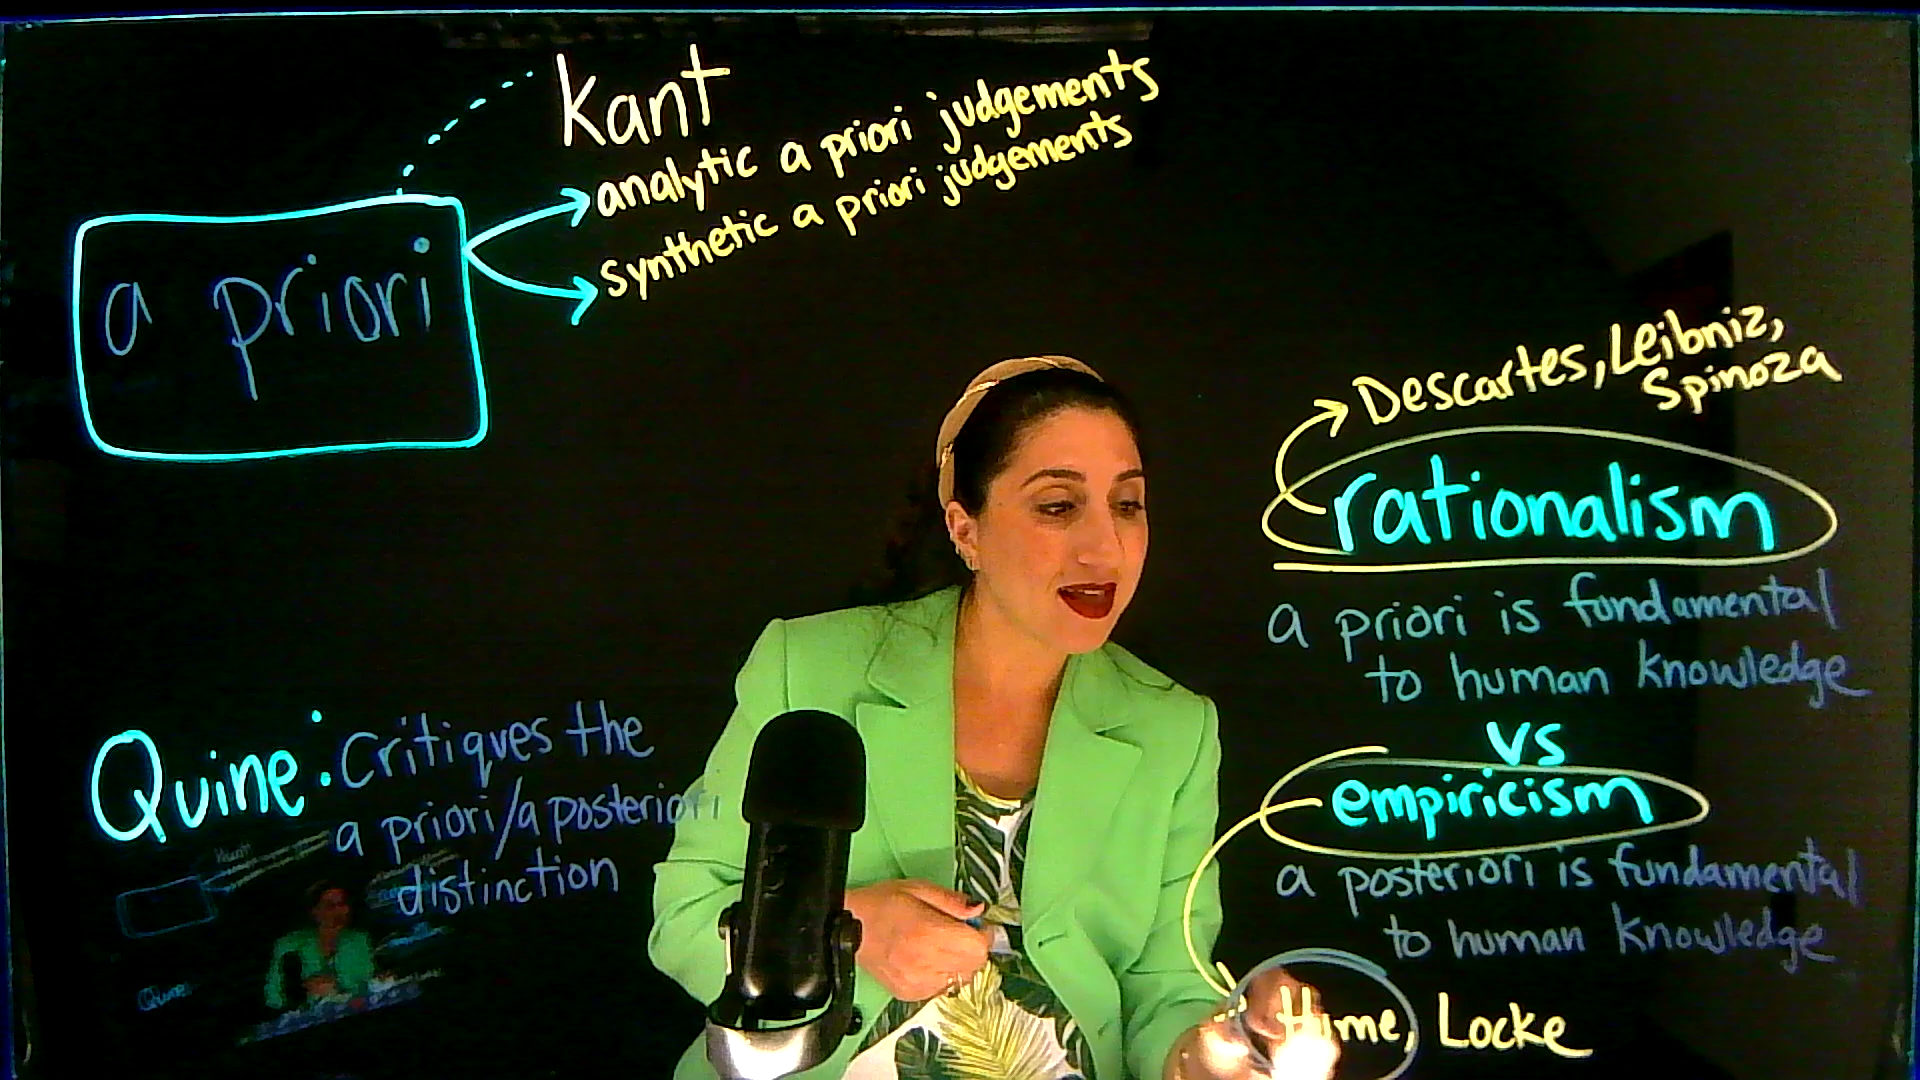 Kant
analytic a priori judgements
synthetic a priori judgements
a priori
Descartes, Leibniz,
Spinoza
rationalism
a priori is fundamental
to human knowledge
vs
empiricism
a posteriori is fundamental
to human knowledge
Hume, Locke
Quine: Critiques the
a priori/a posteriori
distinction
Quine